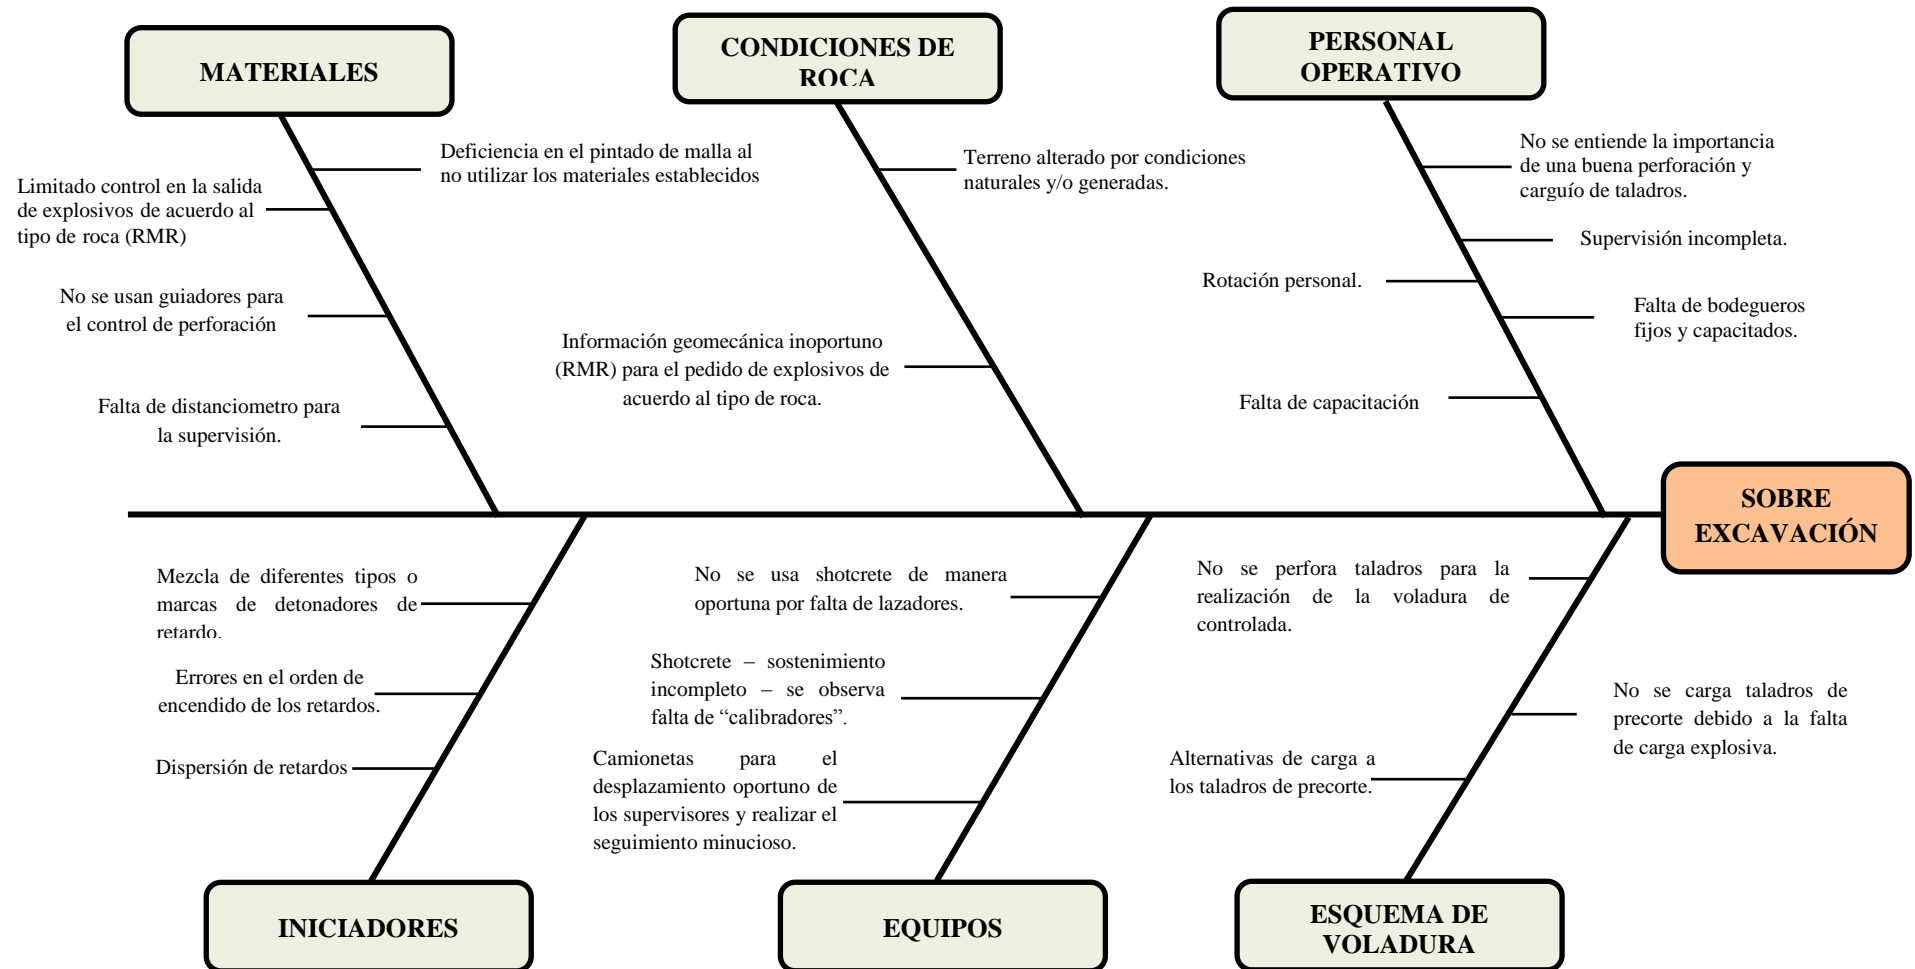 MATERIALES
CONDICIONES DE
ROCA
PERSONAL
OPERATIVO
Deficiencia en el pintado de malla al
no utilizar los materiales establecidos
Limitado control en la salida
de explosivos de acuerdo al
tipo de roca (RMR)
No se usan guiadores para
el control de perforación
Falta de distanciometro para
la supervisión.
Terreno alterado por condiciones
naturales y/o generadas.
Información geomecánica inoportuno
(RMR) para el pedido de explosivos de
acuerdo al tipo de roca.
No se entiende la importancia
de una buena perforación y
carguío de taladros.
Supervisión incompleta.
Rotación personal.
Falta de bodegueros
fijos y capacitados.
Falta de capacitación
SOBRE
EXCAVACIÓN
Mezcla de diferentes tipos o
marcas de detonadores de
retardo.
Errores en el orden de
encendido de los retardos.
Dispersión de retardos
No se usa shotcrete de manera
oportuna por falta de lazadores.
Shotcrete – sostenimiento
incompleto – se observa
falta de “calibradores”.
Camionetas para el
desplazamiento oportuno de
los supervisores y realizar el
seguimiento minucioso.
No se perfora taladros para la
realización de la voladura de
controlada.
No se carga taladros de
precorte debido a la falta
de carga explosiva.
Alternativas de carga a
los taladros de precorte.
INICIADORES
EQUIPOS
ESQUEMA DE
VOLADURA